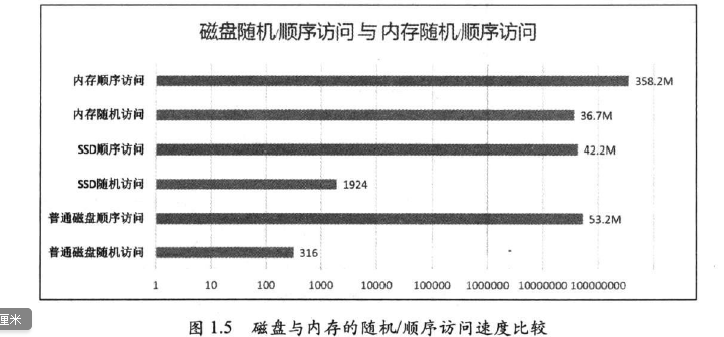 磁盘随机/顺序访问 与 内存随机/顺序访问
内存顺序访问 358.2M
内存随机访问 36.7M
SSD顺序访问 42.2M
SSD随机访问 1924
普通磁盘顺序访问 53.2M
普通磁盘随机访问 316
1 10 100 1000 10000 100000 1000000 10000000 100000000
厘米
图 1.5 磁盘与内存的随机/顺序访问速度比较